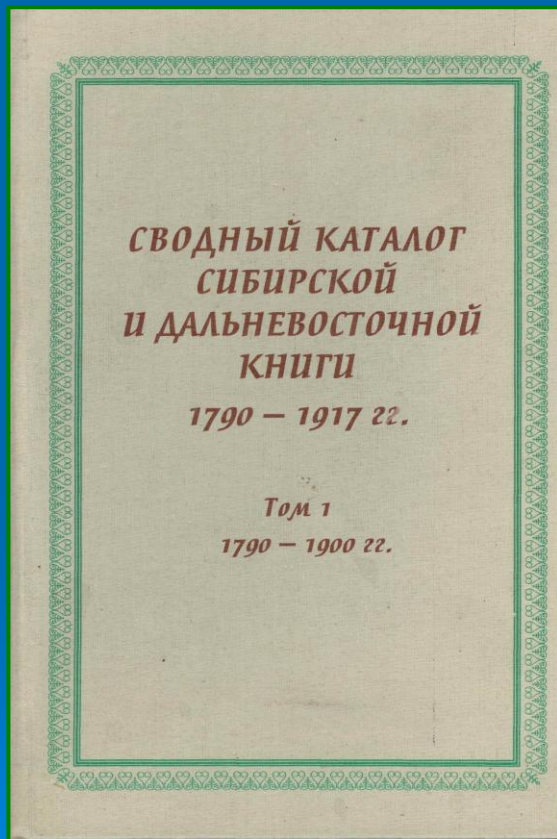 СВОДНЫЙ КАТАЛОГ
СИБИРСКОЙ
И ДАЛЬНЕВОСТОЧНОЙ
КНИГИ
1790 – 1917 гг.
Том 1
1790 – 1900 гг.